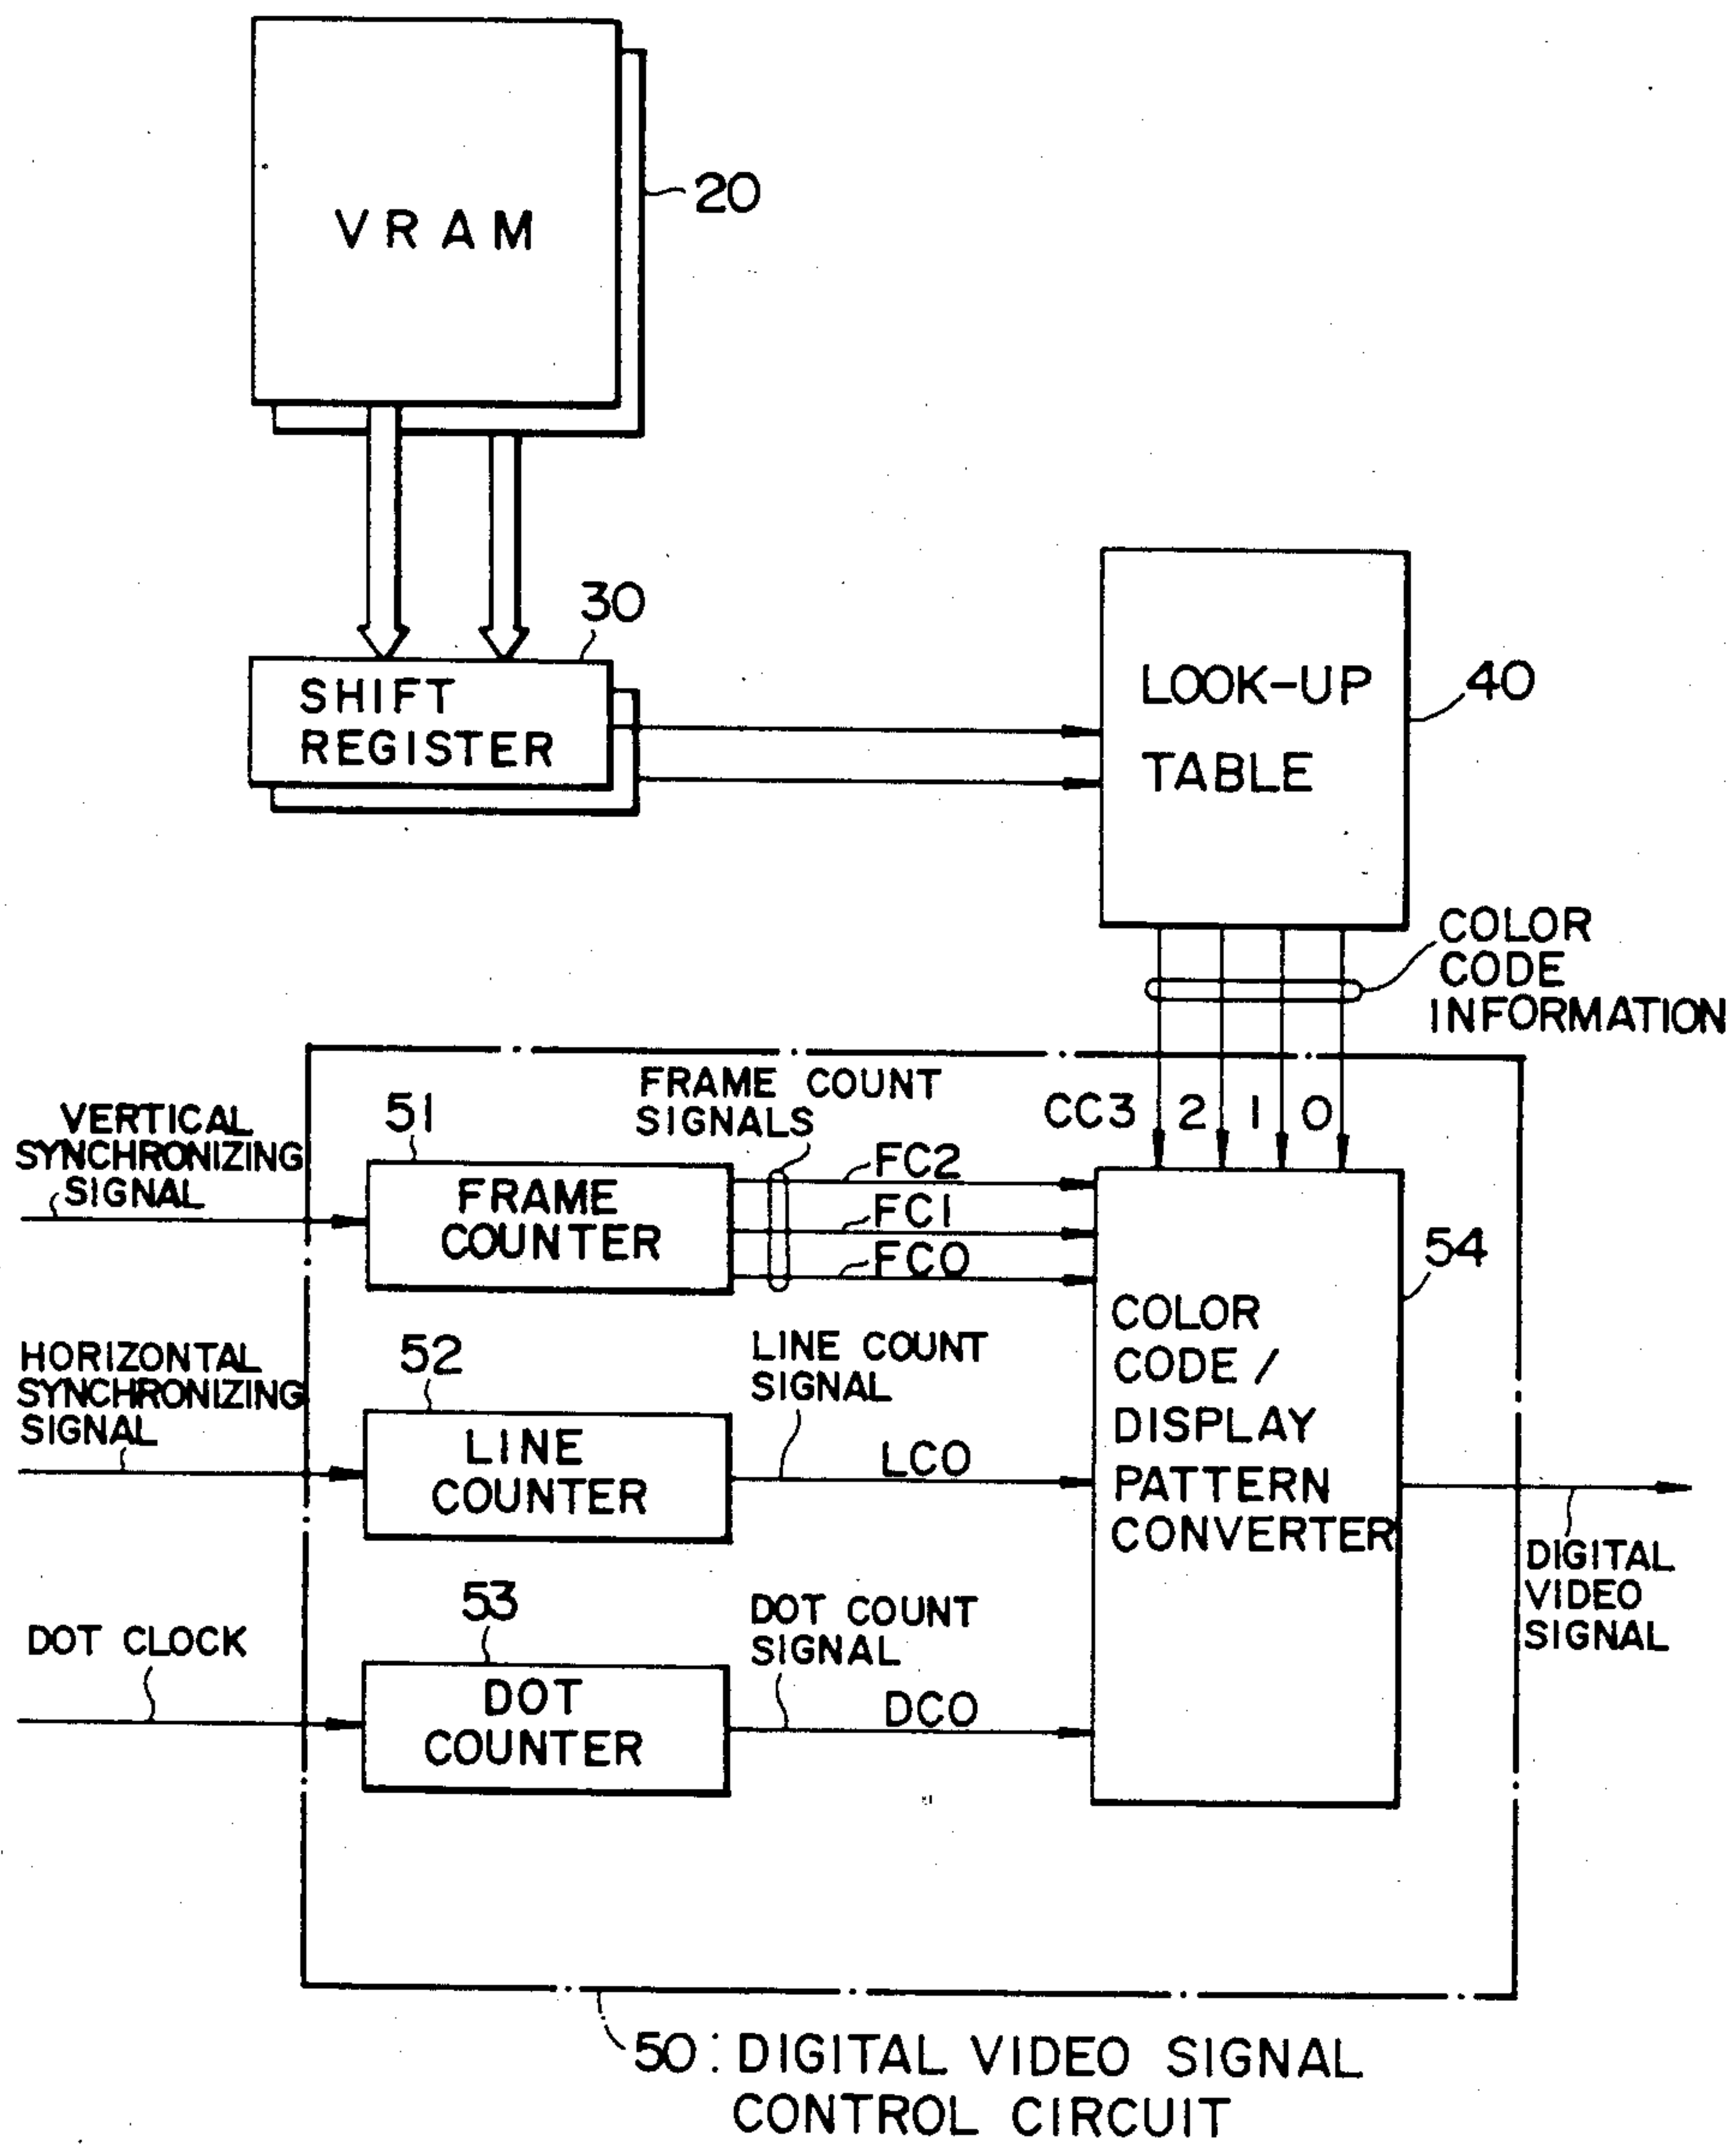 VRAM
20
30
SHIFT
REGISTER
LOOK-UP
TABLE
40
COLOR
CODE
INFORMATION
FRAME COUNT
SIGNALS
CC3 2 1 0
VERTICAL
SYNCHRONIZING
SIGNAL
51
FRAME
COUNTER
FC2
FC1
FC0
54
COLOR
CODE /
DISPLAY
PATTERN
CONVERTER
HORIZONTAL
SYNCHRONIZING
SIGNAL
52
LINE
COUNTER
LINE COUNT
SIGNAL
LC0
DIGITAL
VIDEO
SIGNAL
DOT CLOCK
53
DOT
COUNTER
DOT COUNT
SIGNAL
DC0
50: DIGITAL VIDEO SIGNAL
CONTROL CIRCUIT